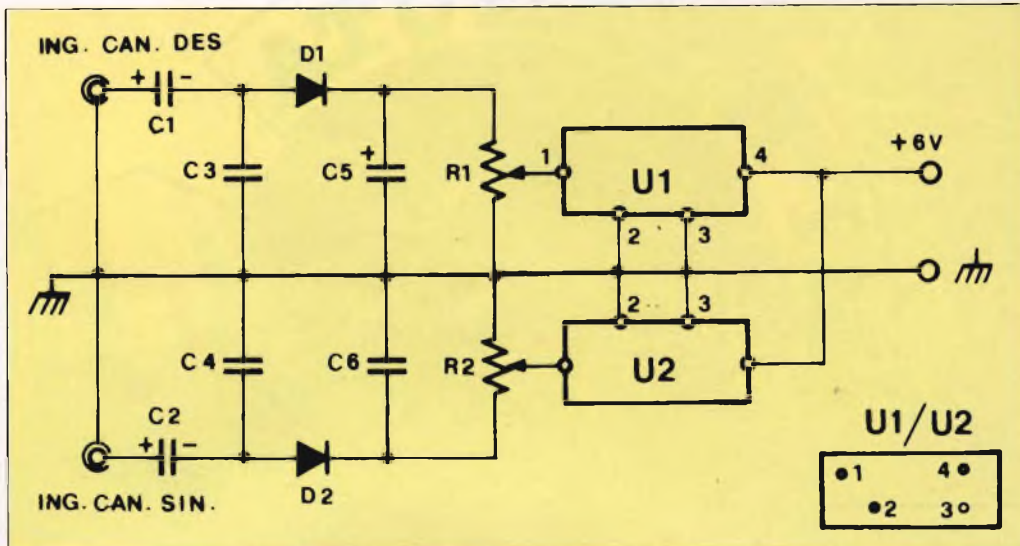 ING. CAN. DES
D1
+ -
C1
C3
C5
+
R1
1
U1
4
+6V
2
3
2
3
C4
C6
R2
U2
C2
+ -
D2
ING. CAN. SIN.
U1/U2
1
4
2
3